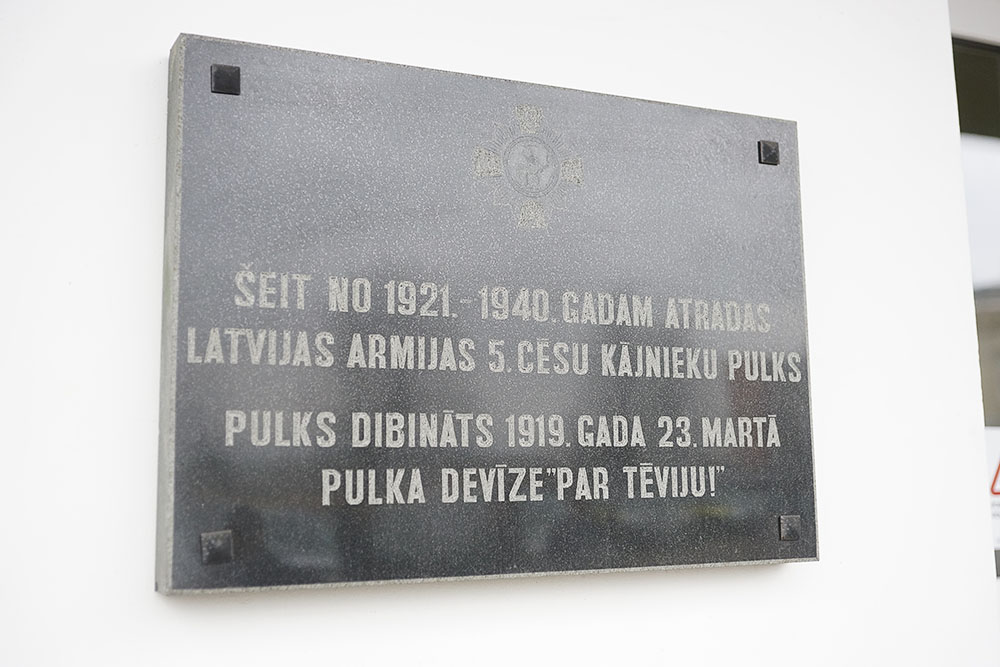 ŠEIT NO 1921. - 1940. GADAM ATRADAS
LATVIJAS ARMIJAS 5. CĒSU KĀJNIEKU PULKS
PULKS DIBINĀTS 1919. GADA 23. MARTĀ
PULKA DEVĪZE "PAR TĒVIJU!"